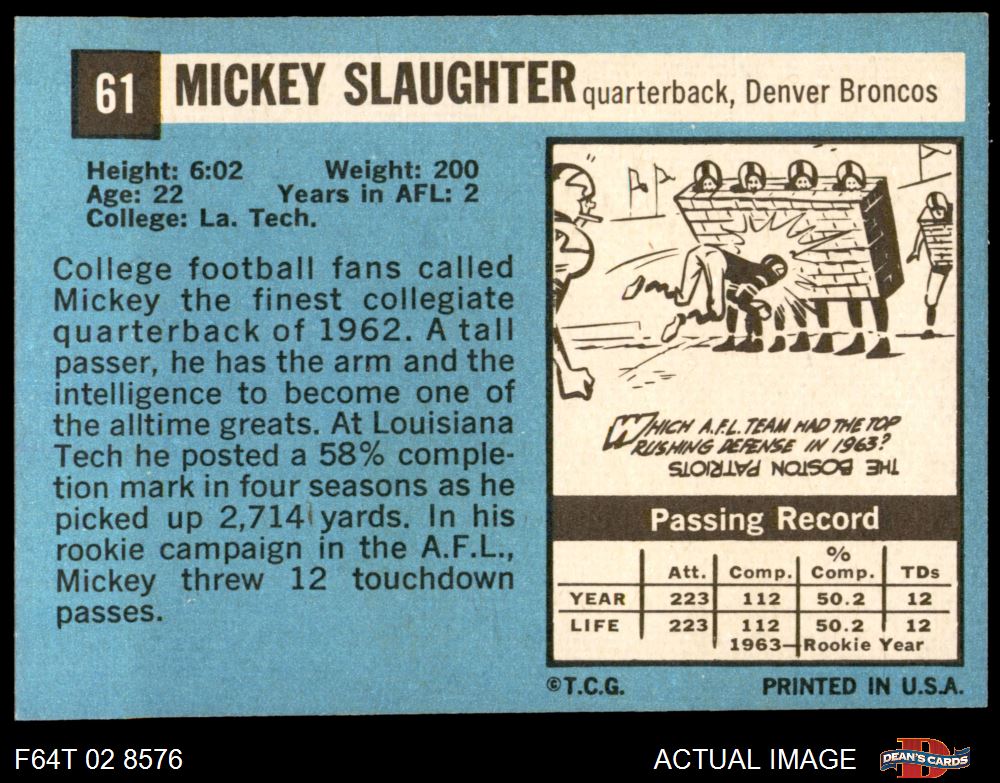 61 MICKEY SLAUGHTER quarterback, Denver Broncos
Height: 6:02 Weight: 200
Age: 22 Years in AFL: 2
College: La. Tech.
College football fans called
Mickey the finest collegiate
quarterback of 1962. A tall
passer, he has the arm and the
intelligence to become one of
the alltime greats. At Louisiana
Tech he posted a 58% comple-
tion mark in four seasons as he
picked up 2,714 yards. In his
rookie campaign in the A.F.L.,
Mickey threw 12 touchdown
passes.
WHICH A.F.L. TEAM HAD THE TOP
RUSHING DEFENSE IN 1963?
THE BOSTON PATRIOTS
Passing Record
Att. Comp. % Comp. TDs
YEAR 223 112 50.2 12
LIFE 223 112 50.2 12
1963—Rookie Year
©T.C.G. PRINTED IN U.S.A.
F64T 02 8576 ACTUAL IMAGE DEAN'S CARDS